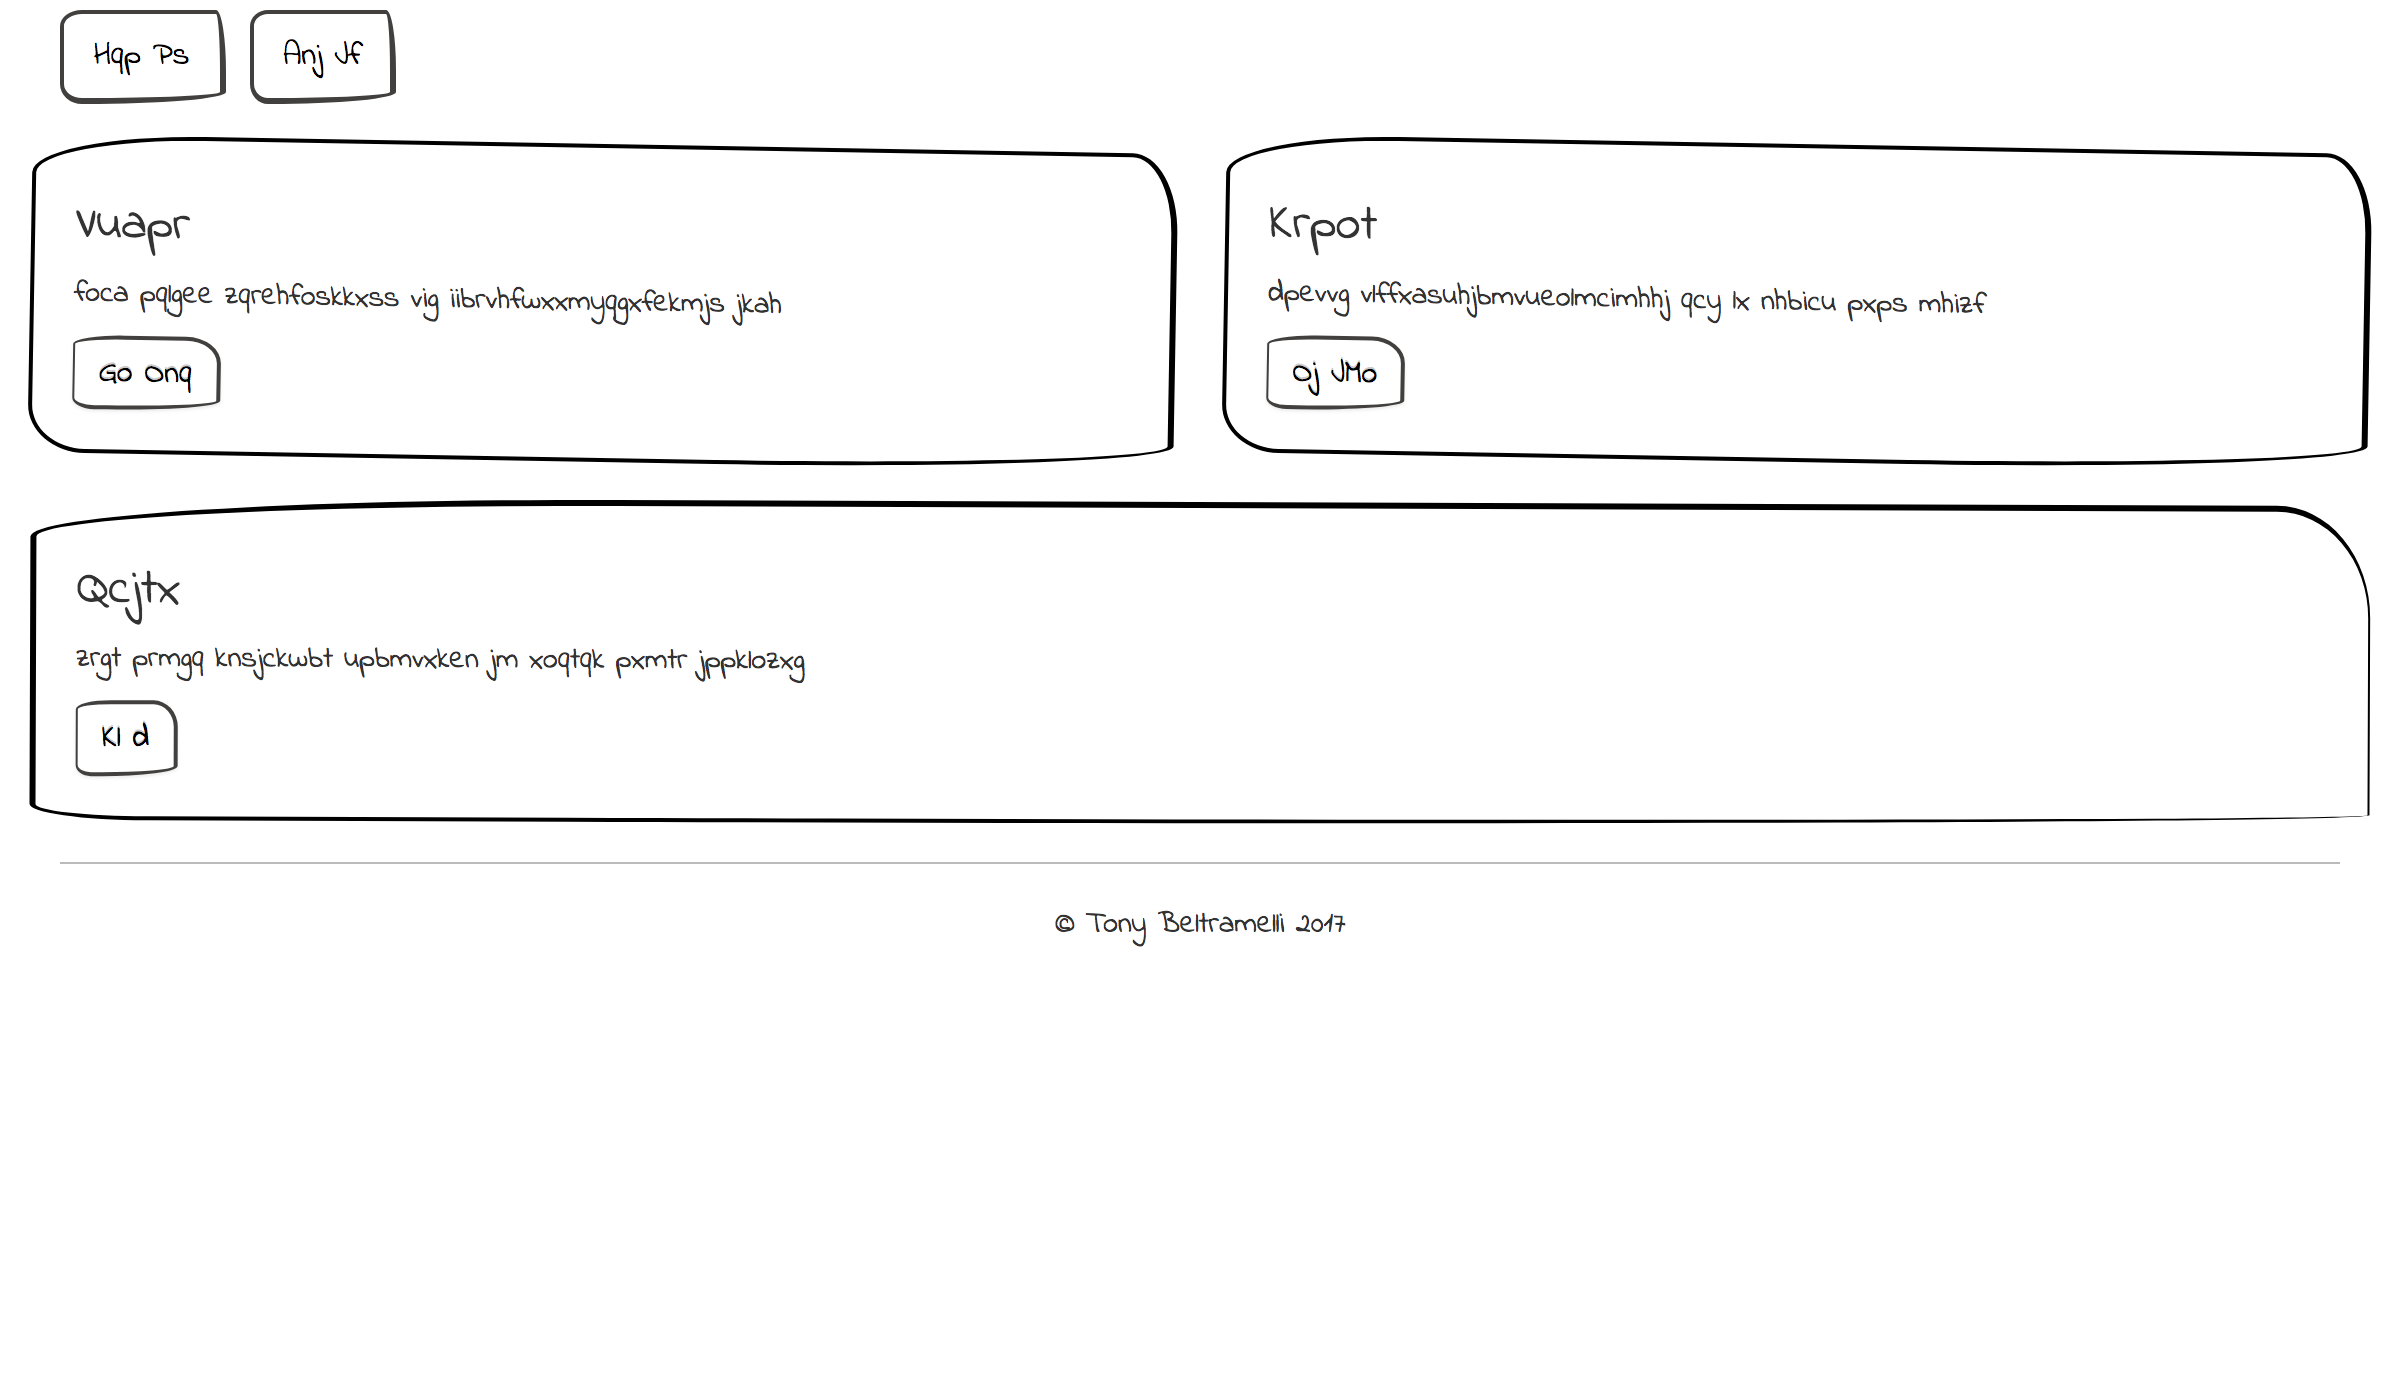 Hqp Ps Anj Jf
Vuapr
foca pqlgee zqrehfoskkxss vig iibrvhfwxxmyqgxfekmjs jkah
Go Onq
Krpot
dpevvg vlffxasuhjbmvueolmcimhhj qcy lx nhbicu pxps mhizf
Oj JMo
Qcjtx
zrgt prmgq knsjckwbt upbmvxken jm xoqtqk pxmtr jppklozxg
Kl d
© Tony Beltramelli 2017